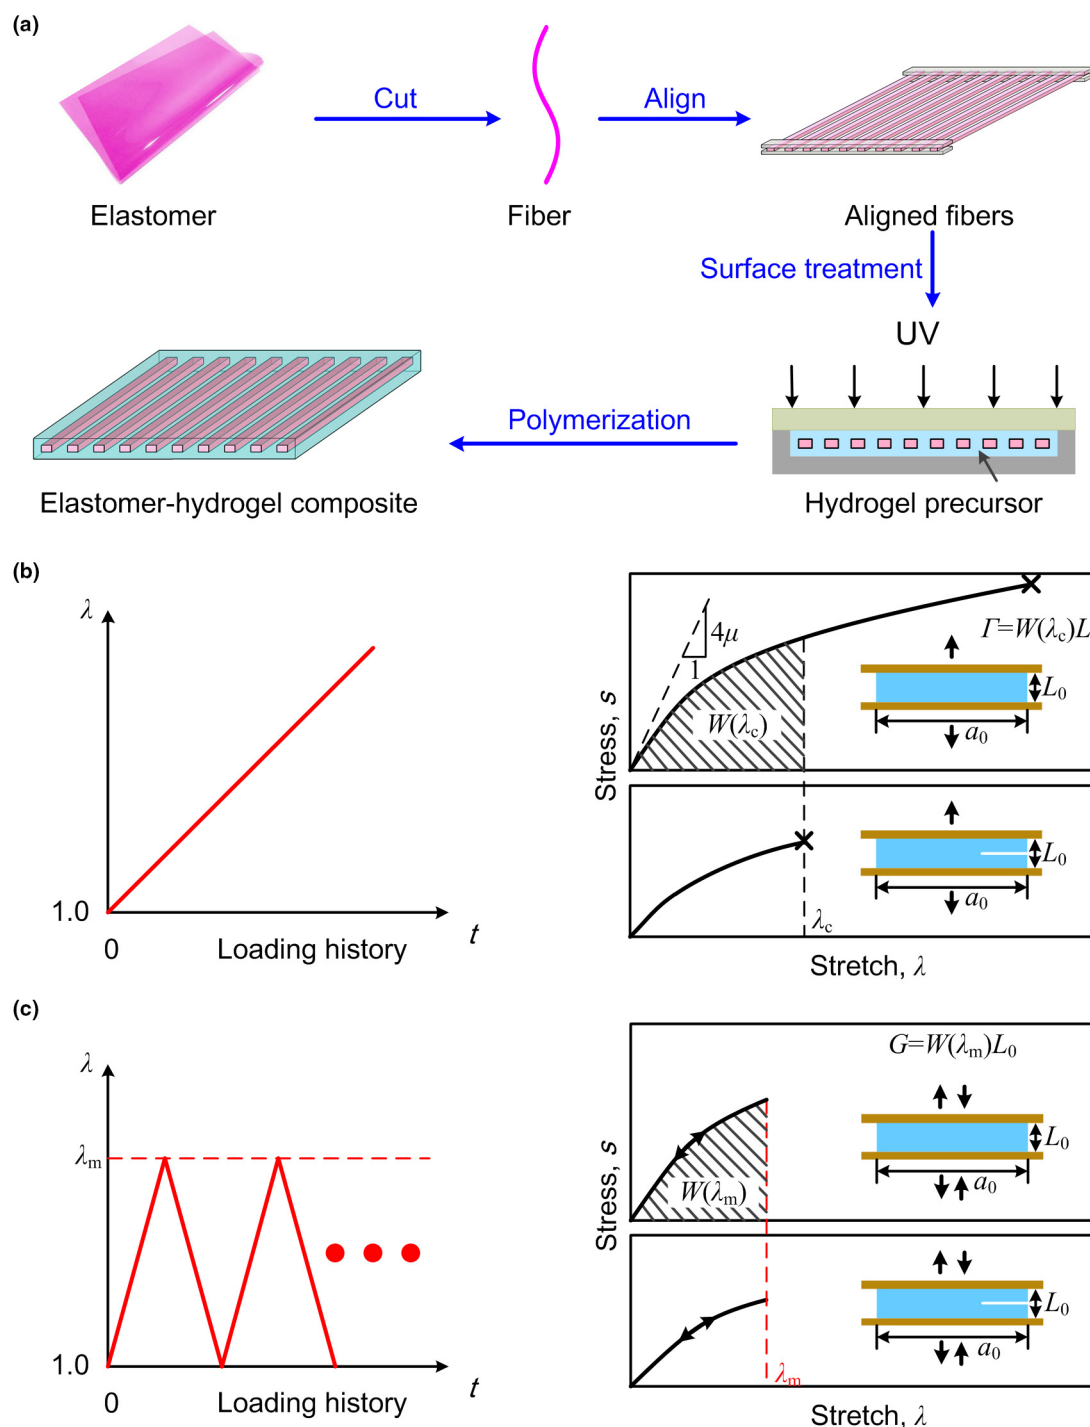 (a)
Cut
Align
Elastomer
Fiber
Aligned fibers
Surface treatment
UV
Polymerization
Elastomer-hydrogel composite
Hydrogel precursor
(b)
λ
1.0
0
Loading history
t
Stress, s
4μ
1
W(λc)
Γ=W(λc)L
L0
a0
L0
a0
λc
Stretch, λ
(c)
λ
λm
1.0
0
Loading history
t
Stress, s
G=W(λm)L0
W(λm)
L0
a0
L0
a0
λm
Stretch, λ